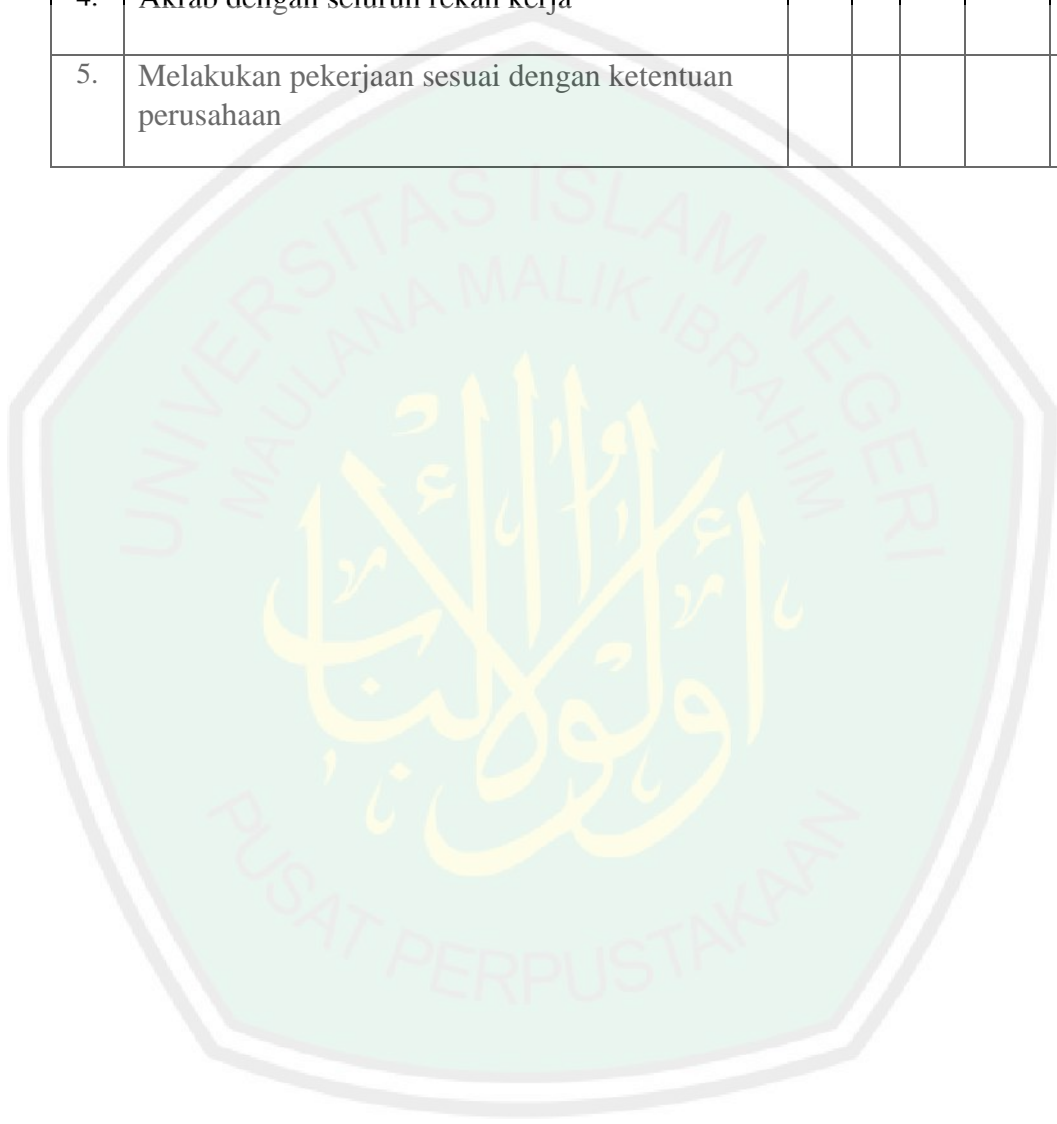 4. Akrab dengan seluruh rekan kerja
5. Melakukan pekerjaan sesuai dengan ketentuan
perusahaan
UNIVERSITAS ISLAM NEGERI
MAULANA MALIK IBRAHIM
أولوا الألباب
PUSAT PERPUSTAKAAN